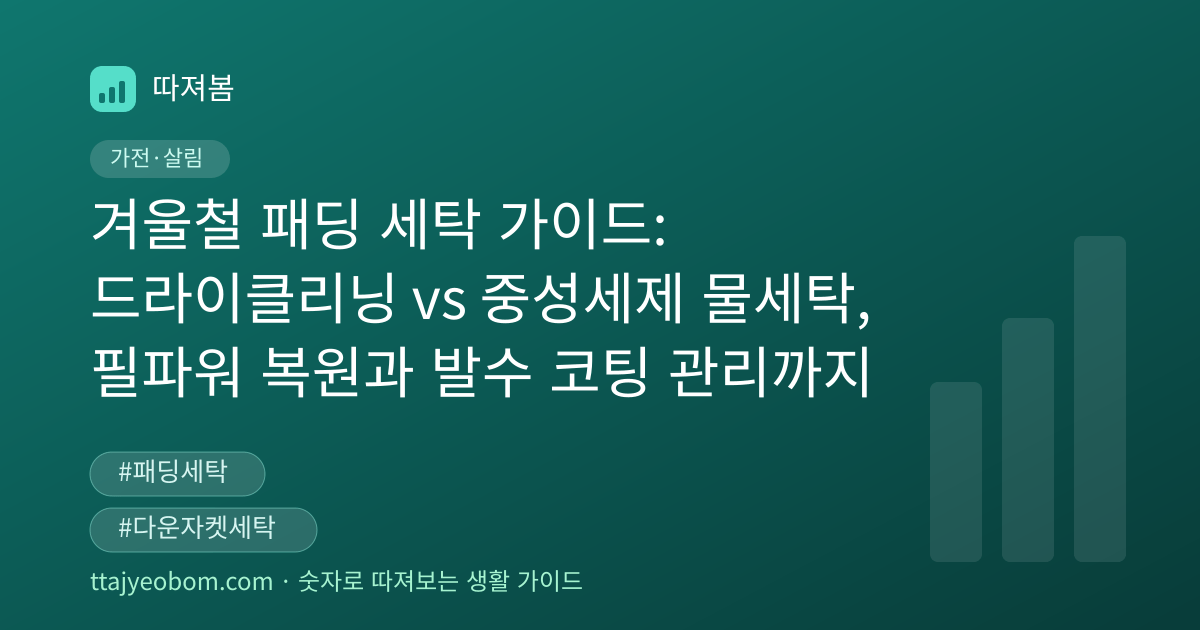 따져봄
가전·살림
겨울철 패딩 세탁 가이드:
드라이클리닝 vs 중성세제 물세탁,
필파워 복원과 발수 코팅 관리까지
#패딩세탁
#다운자켓세탁
ttajyeobom.com · 숫자로 따져보는 생활 가이드